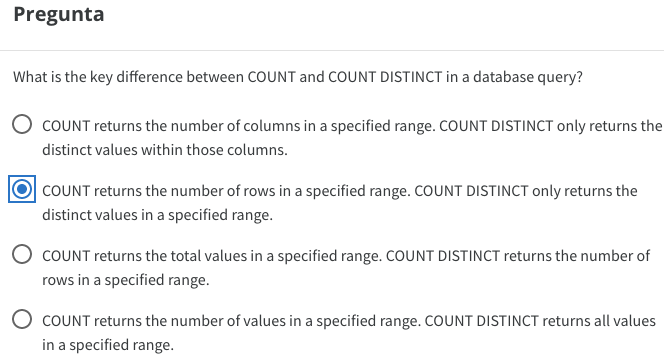 Pregunta
What is the key difference between COUNT and COUNT DISTINCT in a database query?
COUNT returns the number of columns in a specified range. COUNT DISTINCT only returns the
distinct values within those columns.
COUNT returns the number of rows in a specified range. COUNT DISTINCT only returns the
distinct values in a specified range.
COUNT returns the total values in a specified range. COUNT DISTINCT returns the number of
rows in a specified range.
COUNT returns the number of values in a specified range. COUNT DISTINCT returns all values
in a specified range.